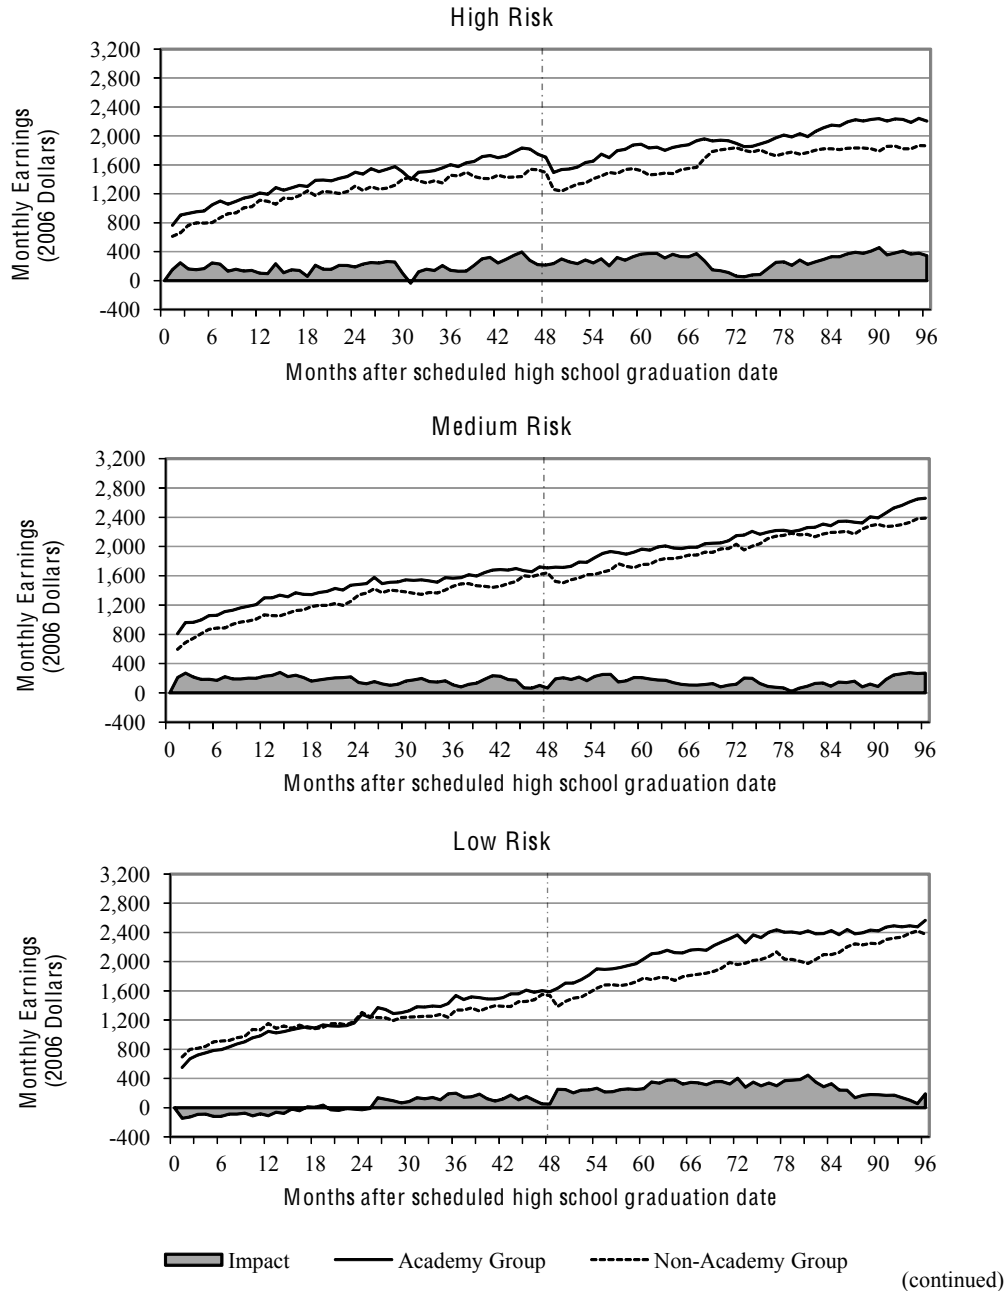 High Risk
3,200
2,800
2,400
2,000
1,600
1,200
800
400
0
-400
Monthly Earnings
(2006 Dollars)
0 6 12 18 24 30 36 42 48 54 60 66 72 78 84 90 96
Months after scheduled high school graduation date
Medium Risk
3,200
2,800
2,400
2,000
1,600
1,200
800
400
0
-400
Monthly Earnings
(2006 Dollars)
0 6 12 18 24 30 36 42 48 54 60 66 72 78 84 90 96
Months after scheduled high school graduation date
Low Risk
3,200
2,800
2,400
2,000
1,600
1,200
800
400
0
-400
Monthly Earnings
(2006 Dollars)
0 6 12 18 24 30 36 42 48 54 60 66 72 78 84 90 96
Months after scheduled high school graduation date
Impact Academy Group Non-Academy Group
(continued)